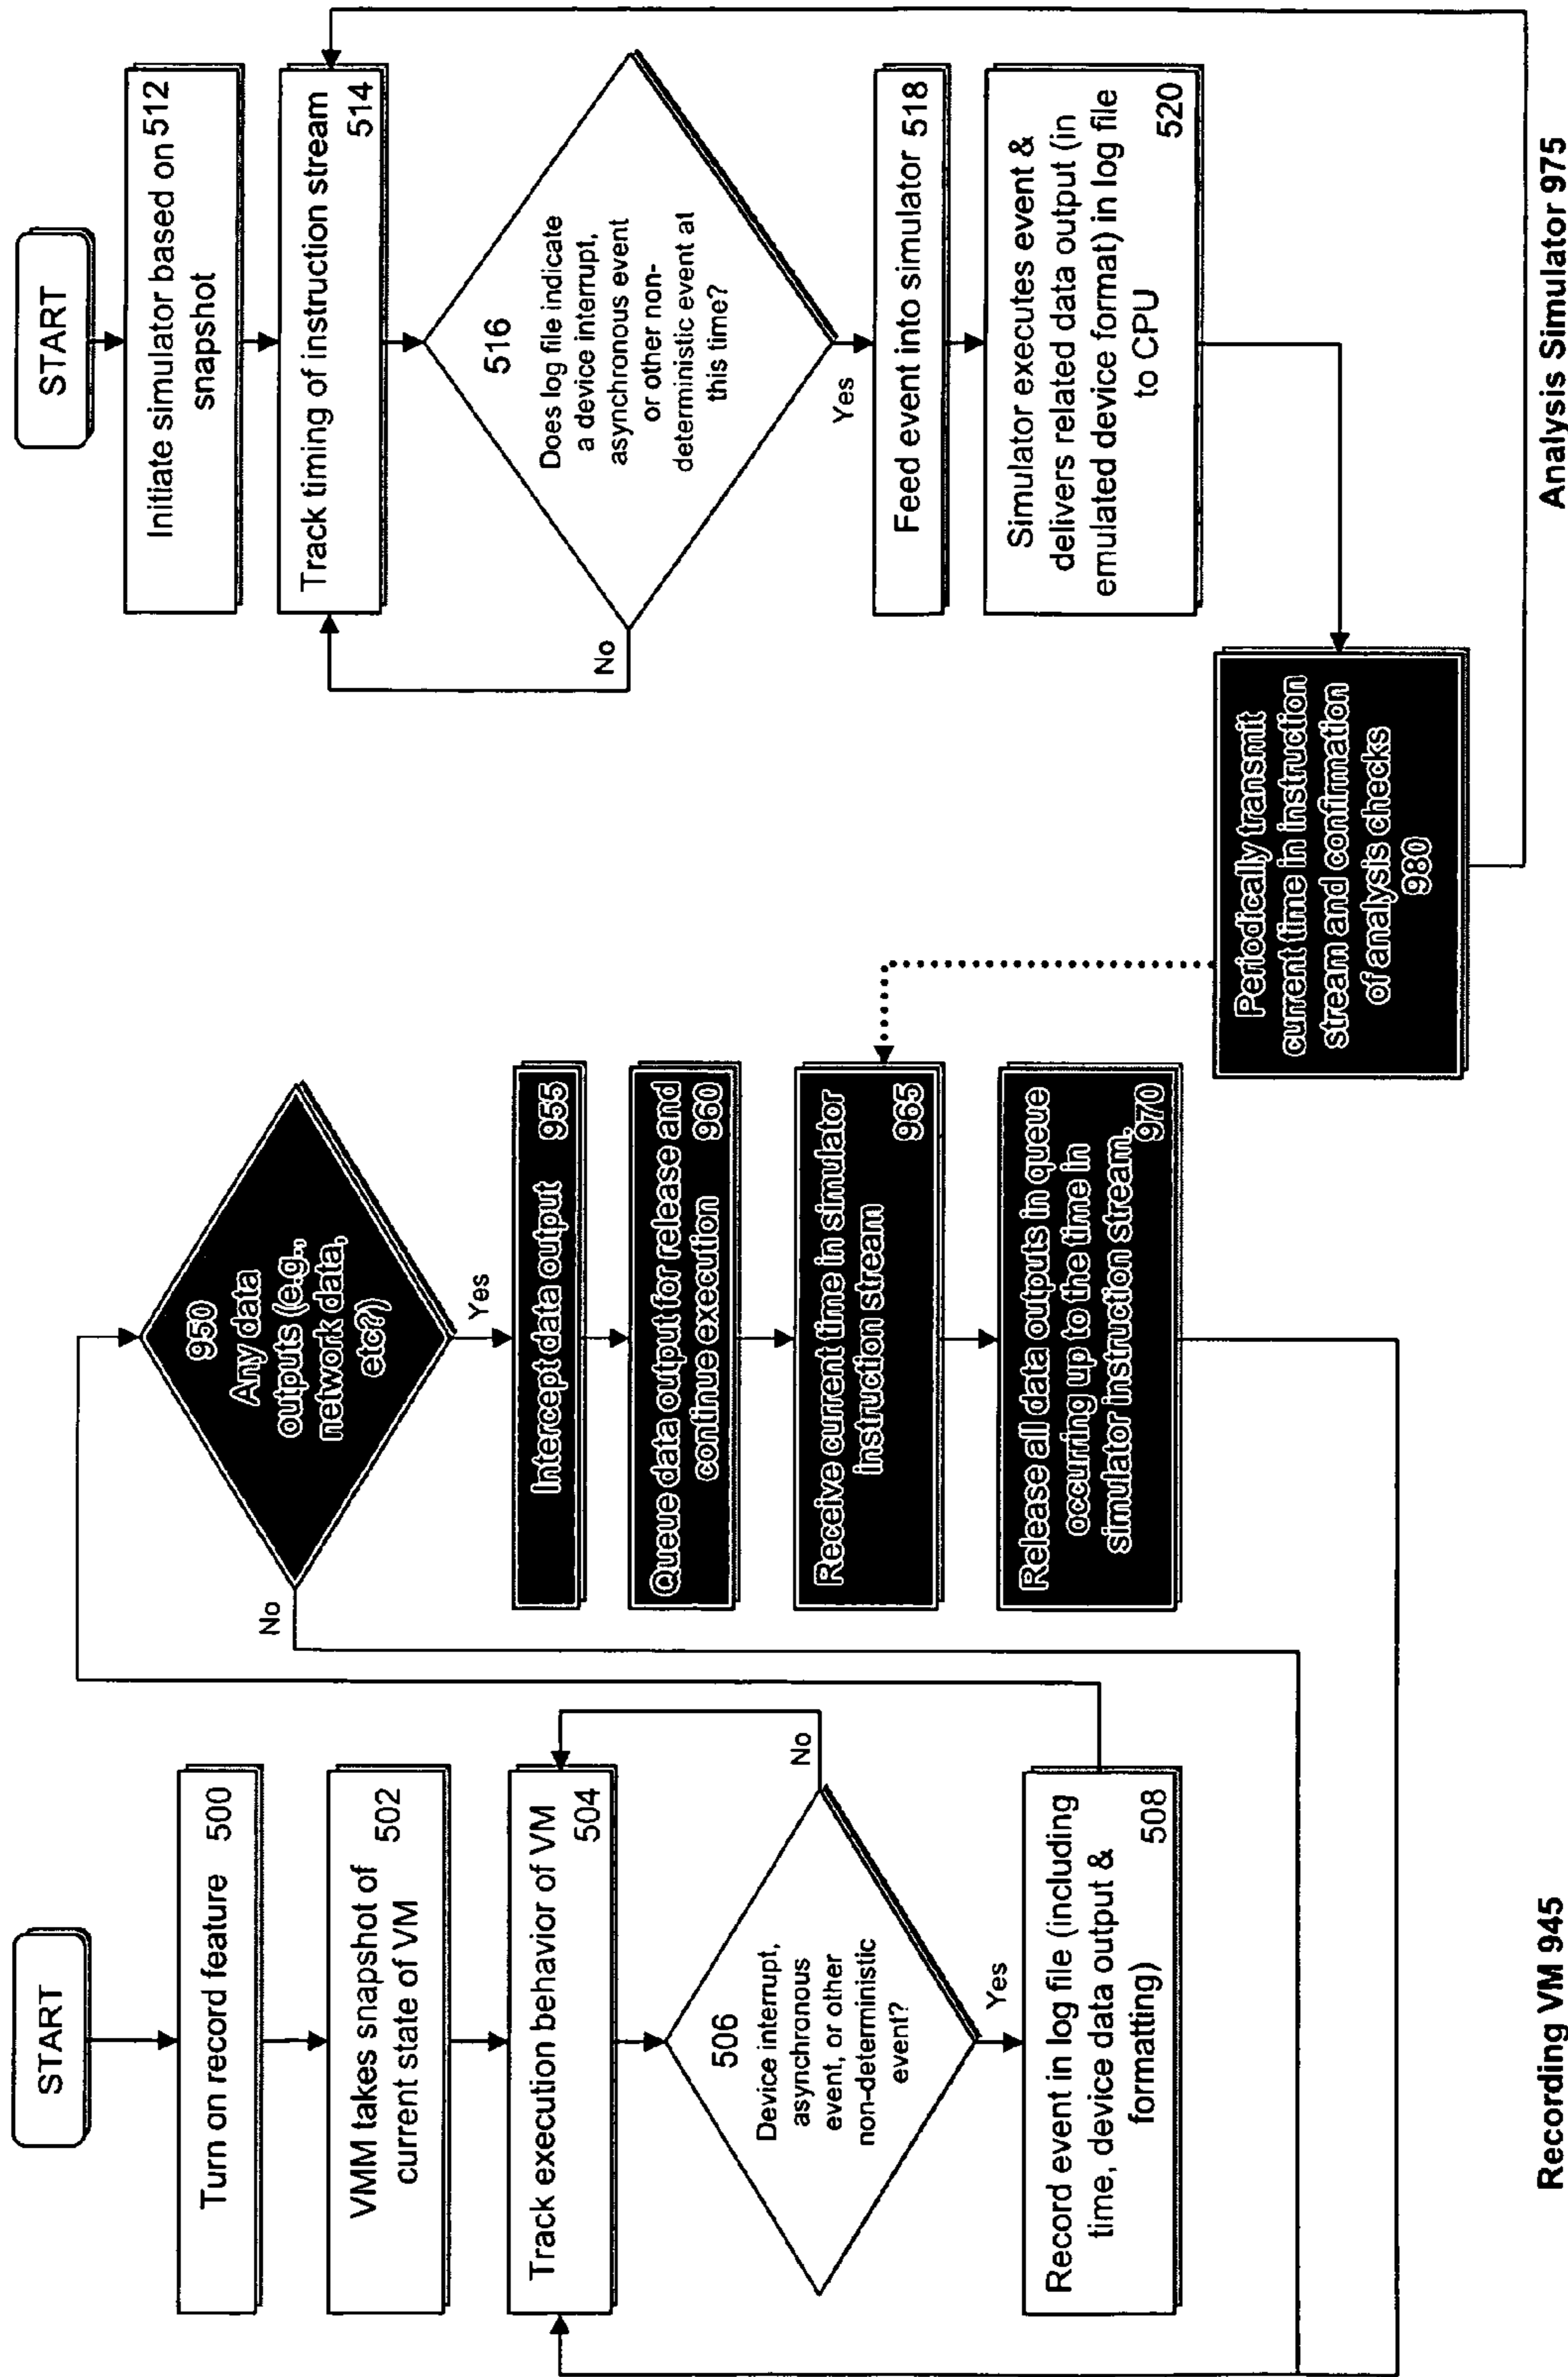 START
Turn on record feature 500
VMM takes snapshot of
current state of VM 502
Track execution behavior of VM
504
506
Device interrupt,
asynchronous
event, or other
non-deterministic
event?
No
Yes
Record event in log file (including
time, device data output &
formatting) 508
Recording VM 945
950
Any data
outputs (e.g.,
network data,
etc?)
No
Yes
Intercept data output 955
Queue data output for release and
continue execution 960
Receive current time in simulator
instruction stream 965
Release all data outputs in queue
occurring up to the time in
simulator instruction stream.
970
START
Initiate simulator based on 512
snapshot
Track timing of instruction stream
514
516
Does log file indicate
a device interrupt,
asynchronous event
or other non-
deterministic event at
this time?
No
Yes
Feed event into simulator 518
Simulator executes event &
delivers related data output (in
emulated device format) in log file
to CPU 520
Periodically transmit
current time in instruction
stream and confirmation
of analysis checks
980
Analysis Simulator 975